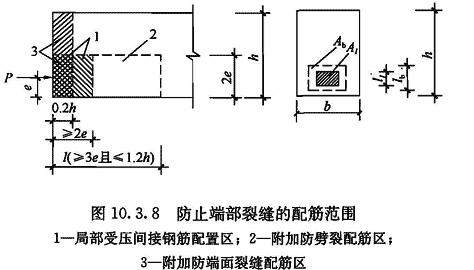 3
1
2
P
e
0.2h
≥2e
l(≥3e且≤1.2h)
2e
h
A_b
A_l
l_l
l_b
h
b
图 10.3.8 防止端部裂缝的配筋范围
1—局部受压间接钢筋配置区；2—附加防劈裂配筋区；
3—附加防端面裂缝配筋区